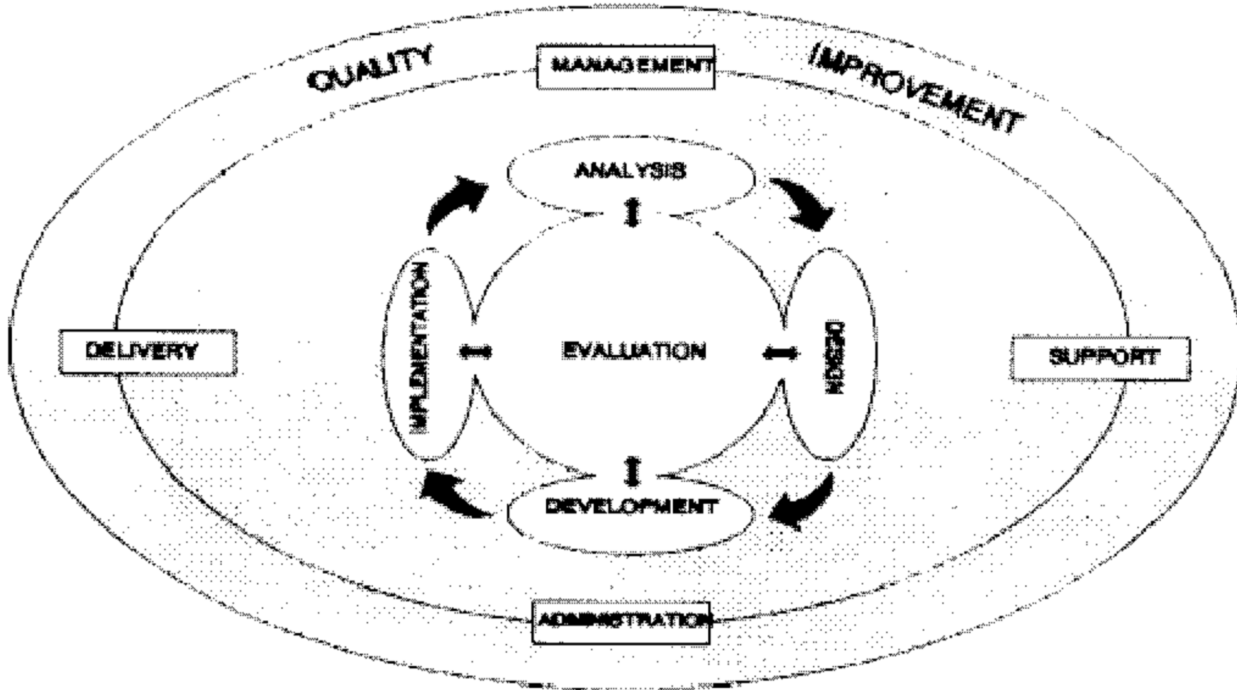 QUALITY
IMPROVEMENT
MANAGEMENT
ANALYSIS
IMPLEMENTATION
DESIGN
DELIVERY
EVALUATION
SUPPORT
DEVELOPMENT
ADMINISTRATION